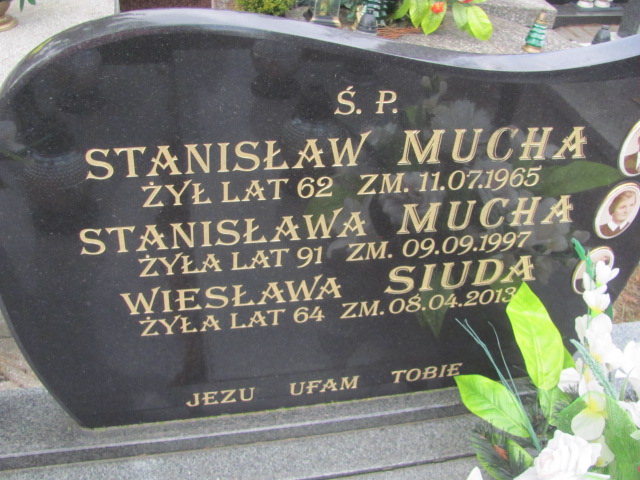 Ś. P.
STANISŁAW MUCHA
ŻYŁ LAT 62 ZM. 11.07.1965
STANISŁAWA MUCHA
ŻYŁA LAT 91 ZM. 09.09.1997
WIESŁAWA SIUDA
ŻYŁA LAT 64 ZM. 08.04.2013
JEZU UFAM TOBIE